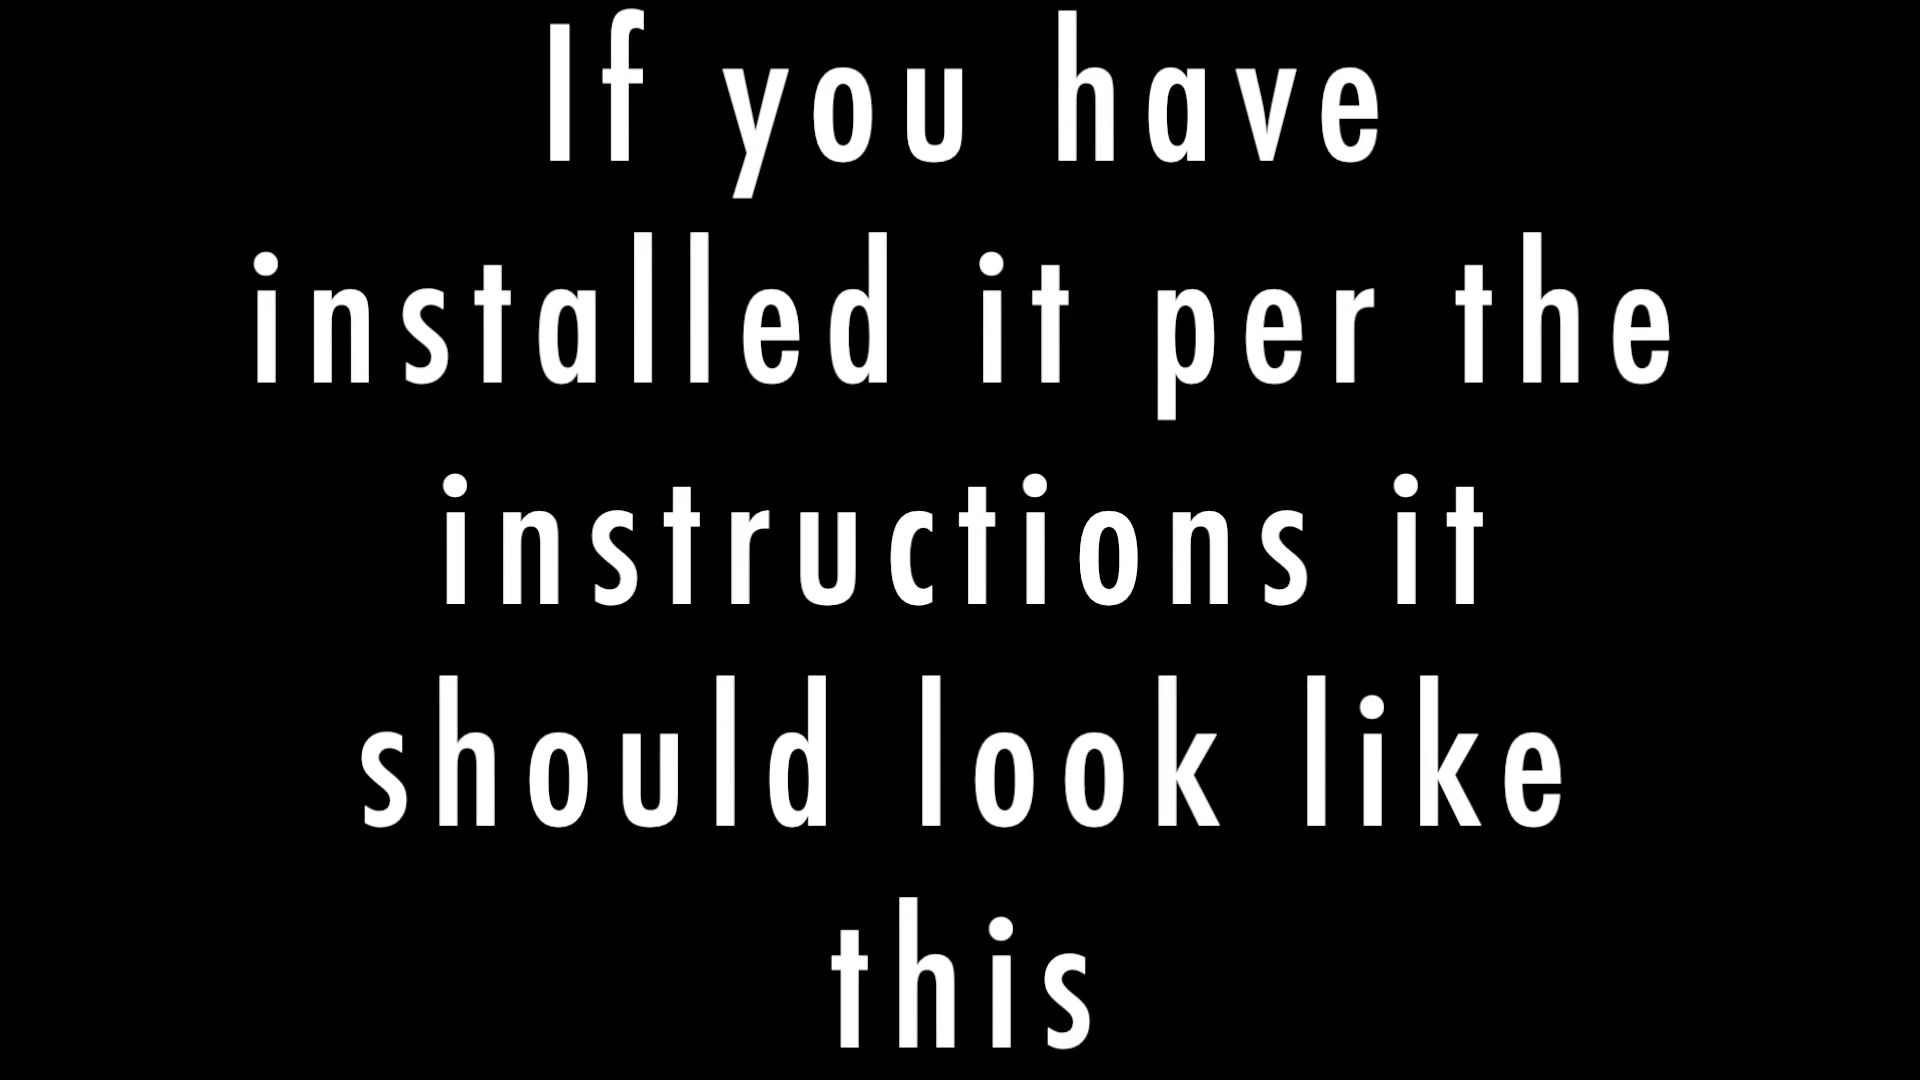 If you have
installed it per the
instructions it
should look like
this